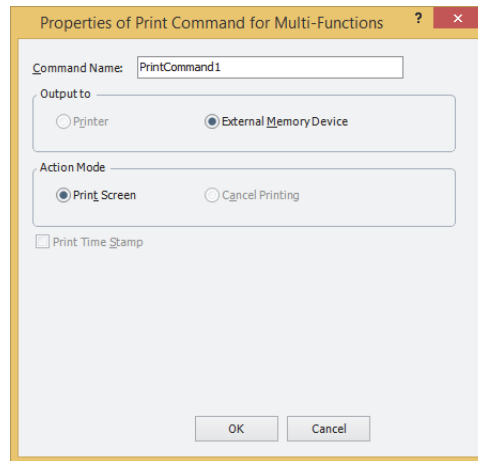 Properties of Print Command for Multi-Functions ? ×
Command Name: PrintCommand1
Output to
Printer External Memory Device
Action Mode
Print Screen Cancel Printing
Print Time Stamp
OK Cancel